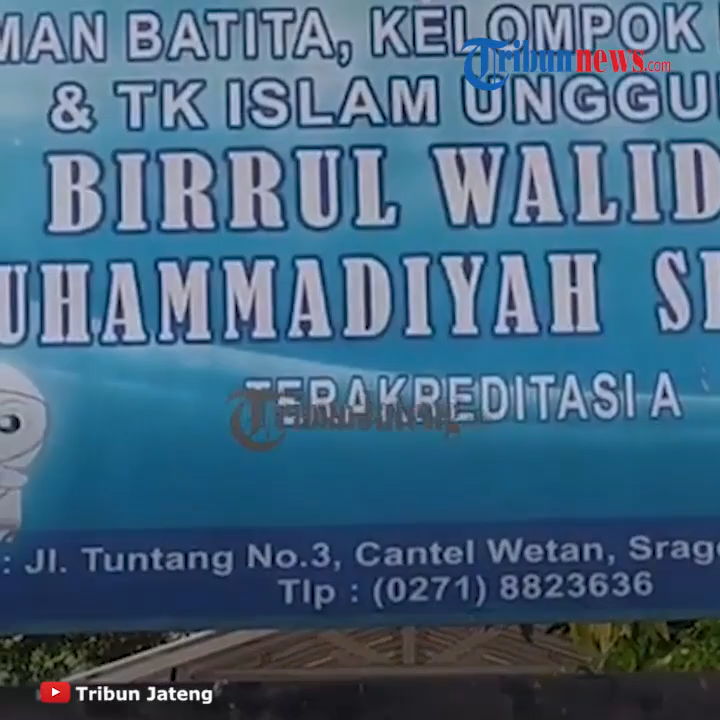 MAN BATITA, KELOMPOK
Tribunnews.com
& TK ISLAM UNGGU
BIRRUL WALID
UHAMMADIYAH S
TERAKREDITASI A
: Jl. Tuntang No.3, Cantel Wetan, Srage
Tlp : (0271) 8823636
Tribun Jateng